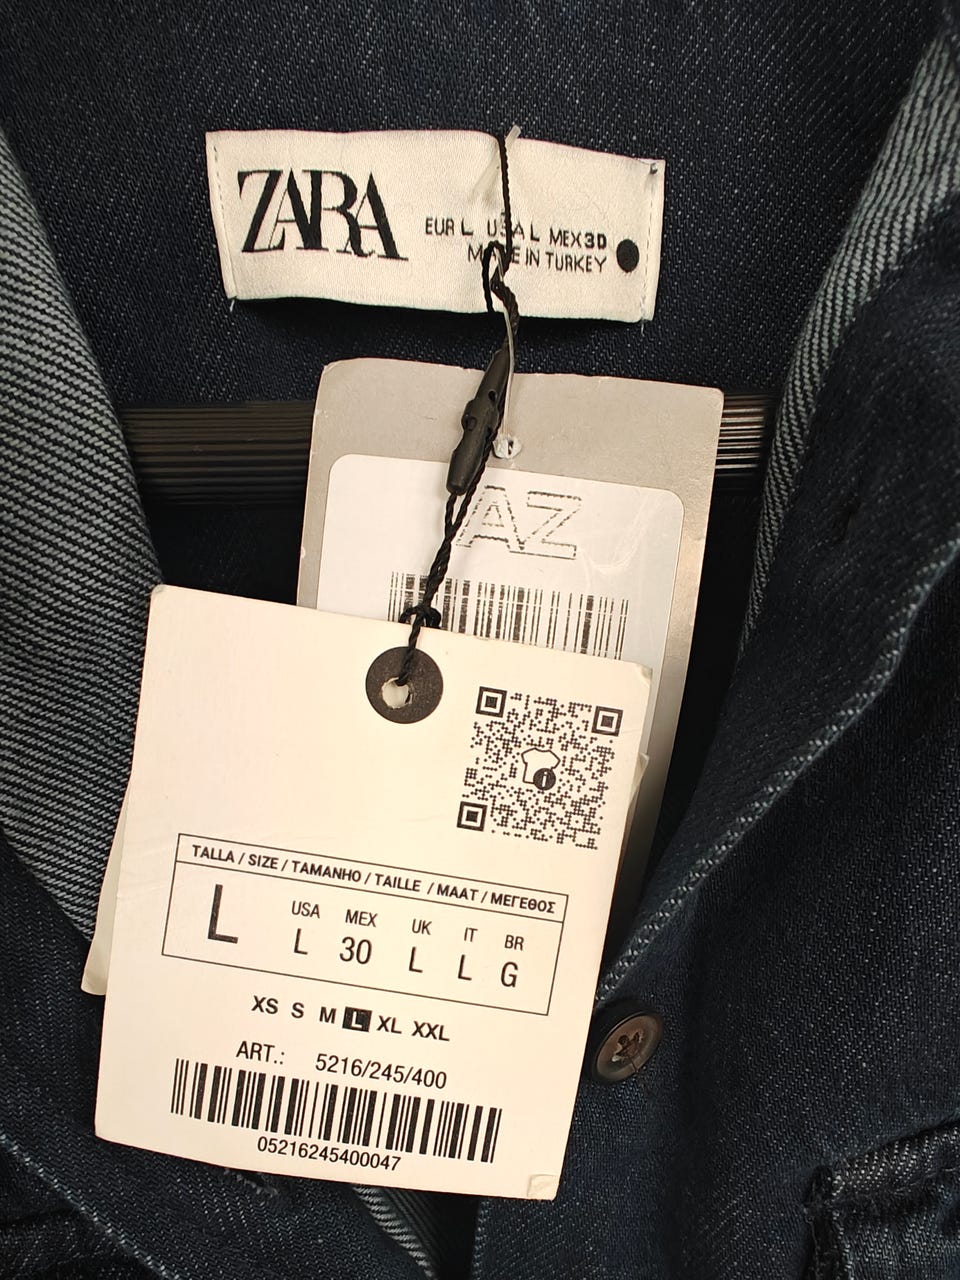 ZARA
EUR L USA L MEX 30
MADE IN TURKEY
AZ
TALLA / SIZE / TAMANHO / TAILLE / MAAT / ΜΕΓΕΘΟΣ
L
USA MEX UK IT BR
L 30 L L G
XS S M L XL XXL
ART.: 5216/245/400
05216245400047